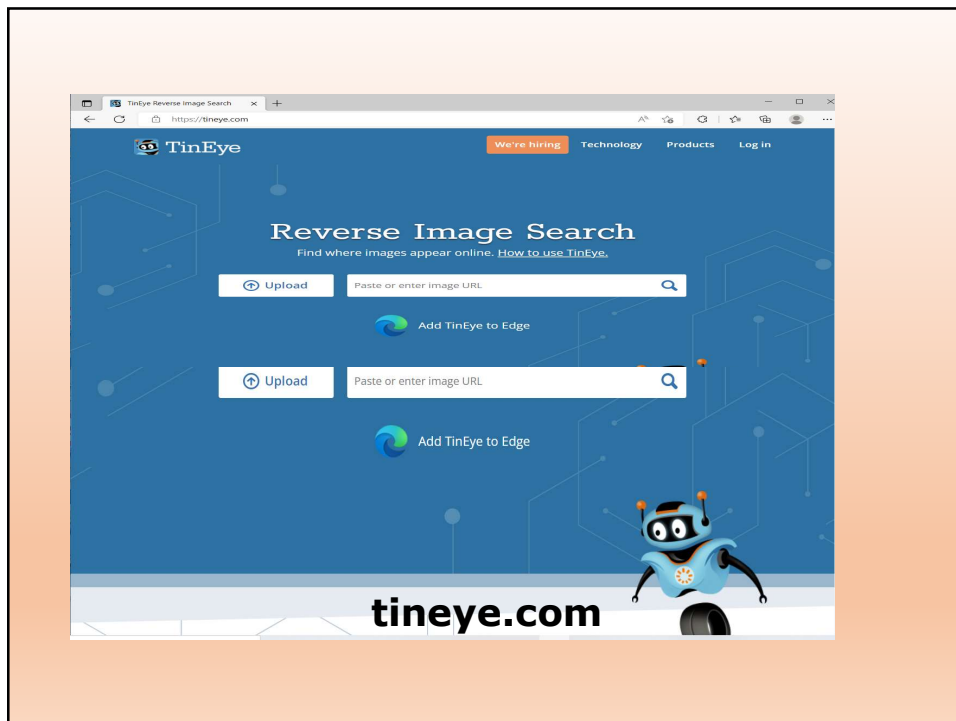 TinEye Reverse Image Search
https://tineye.com
TinEye
We're hiring Technology Products Log in
Reverse Image Search
Find where images appear online. How to use TinEye.
Upload Paste or enter image URL
Add TinEye to Edge
Upload Paste or enter image URL
Add TinEye to Edge
tineye.com